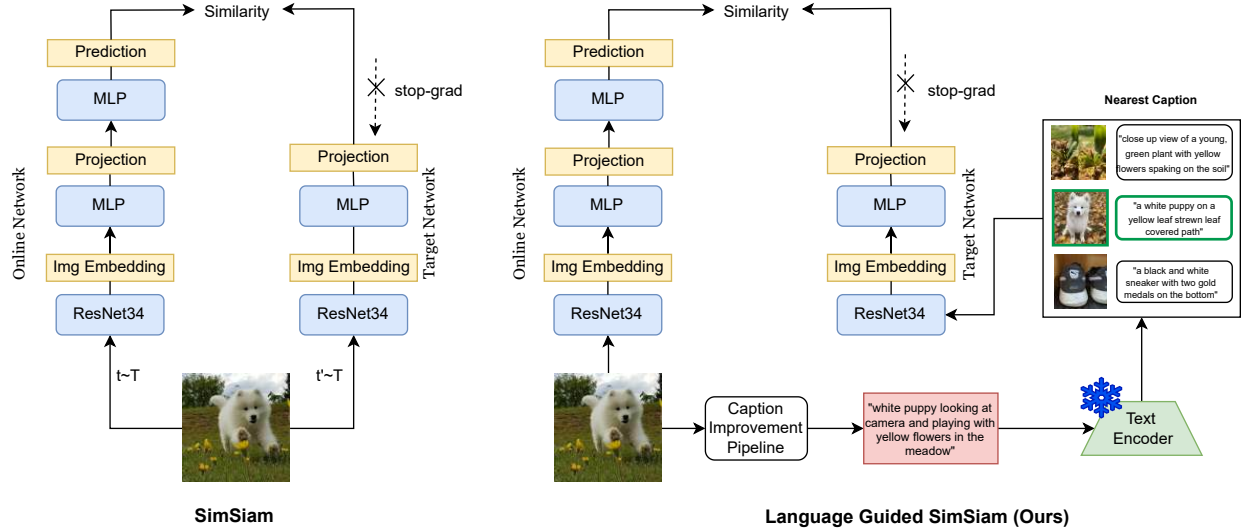 Similarity
Prediction
MLP
stop-grad
Projection
Projection
MLP
MLP
Online Network
Target Network
Img Embedding
Img Embedding
ResNet34
ResNet34
t~T
t'~T
SimSiam
Similarity
Prediction
MLP
stop-grad
Projection
Projection
MLP
MLP
Online Network
Target Network
Img Embedding
Img Embedding
ResNet34
ResNet34
Nearest Caption
"close up view of a young,
green plant with yellow
flowers spaking on the soil"
"a white puppy on a
yellow leaf strewn leaf
covered path"
"a black and white
sneaker with two gold
medals on the bottom"
Caption
Improvement
Pipeline
"white puppy looking at
camera and playing with
yellow flowers in the
meadow"
Text
Encoder
Language Guided SimSiam (Ours)